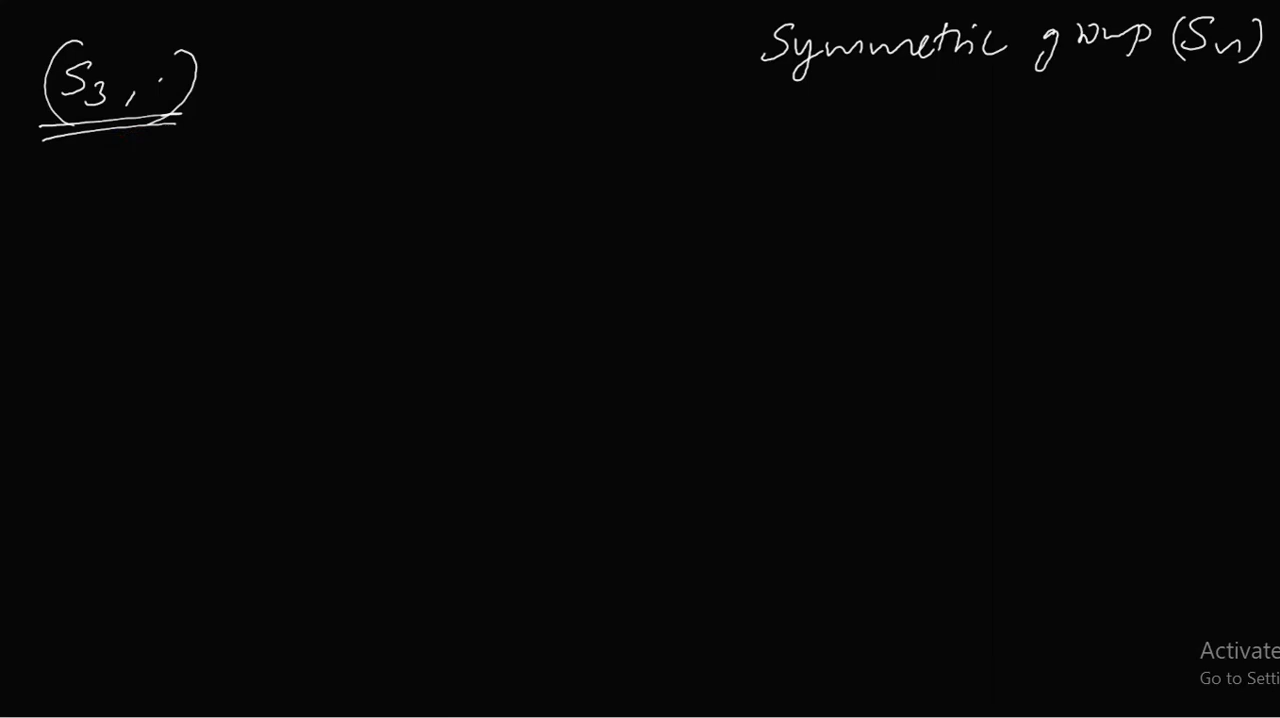 Symmetric group (Sn)
(S3, .)
Activate
Go to Setti